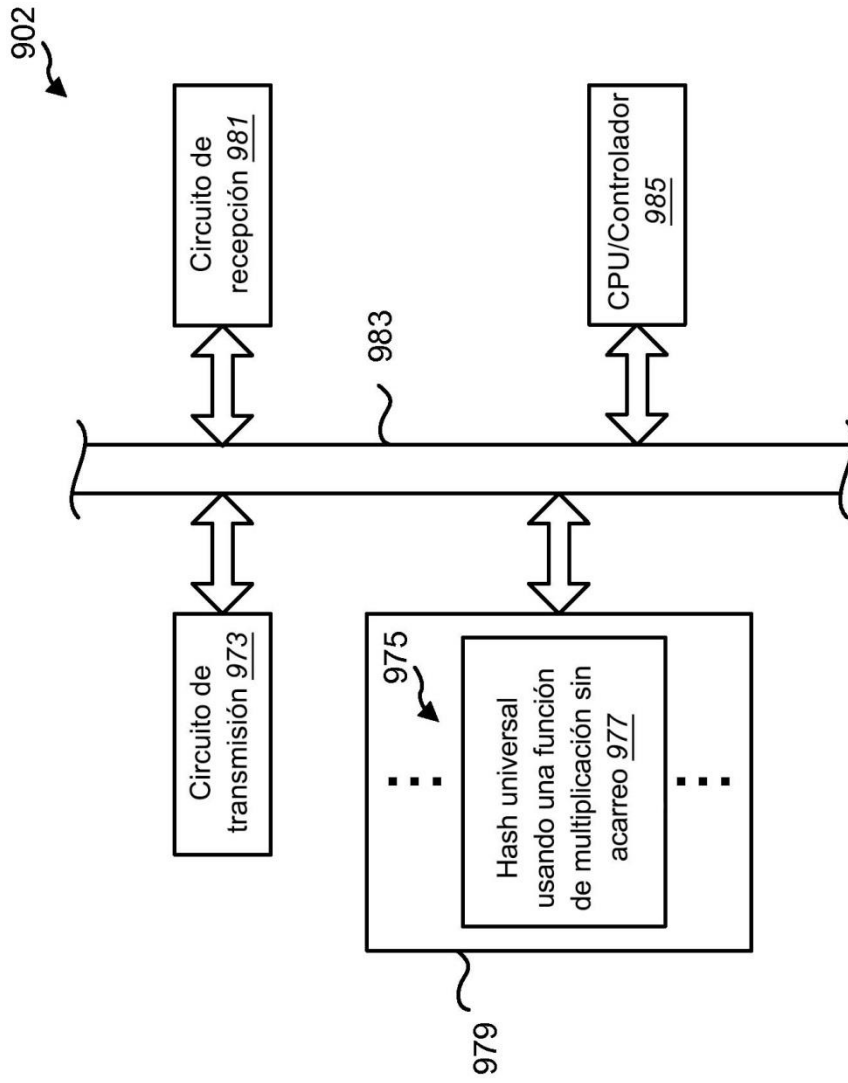 902
Circuito de
transmisión 973
Circuito de
recepción 981
983
975
Hash universal
usando una función
de multiplicación sin
acarreo 977
979
CPU/Controlador
985